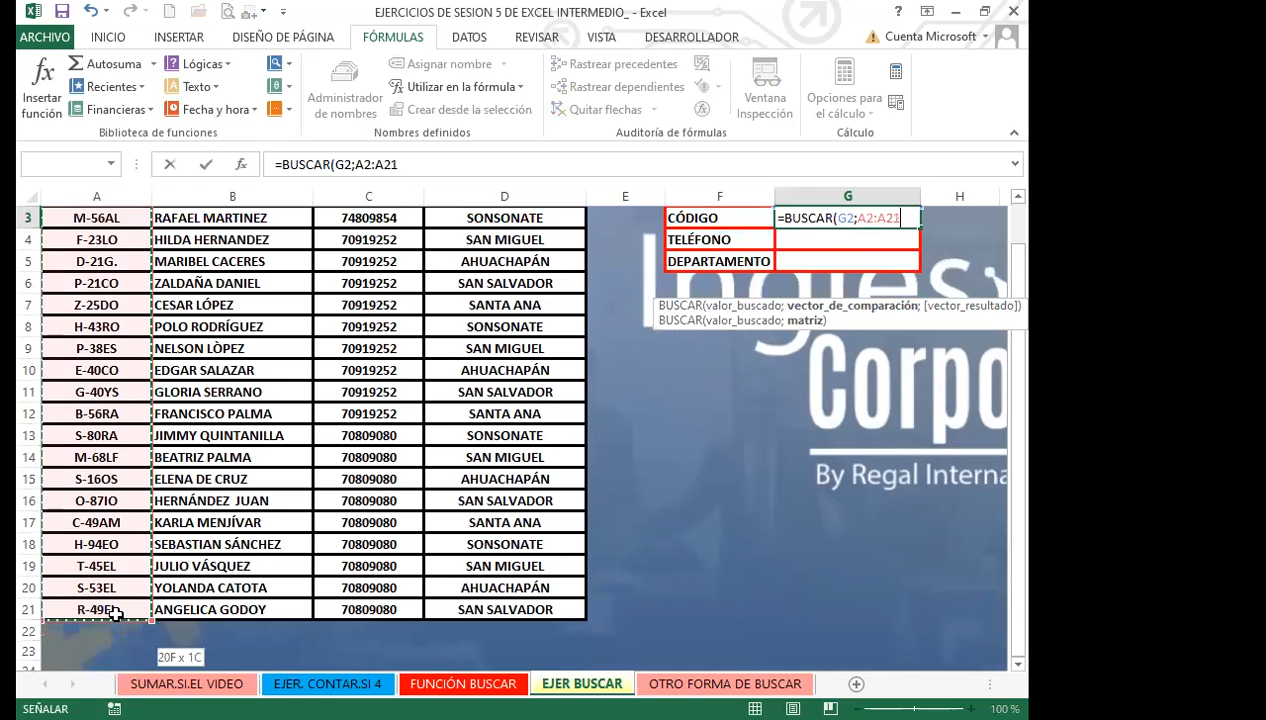 EJERCICIOS DE SESION 5 DE EXCEL INTERMEDIO_ - Excel
ARCHIVO INICIO INSERTAR DISEÑO DE PÁGINA FÓRMULAS DATOS REVISAR VISTA DESARROLLADOR Cuenta Microsoft
Insertar función
Autosuma
Recientes
Financieras
Lógicas
Texto
Fecha y hora
Biblioteca de funciones
Administrador de nombres
Asignar nombre
Utilizar en la fórmula
Crear desde la selección
Nombres definidos
Rastrear precedentes
Rastrear dependientes
Quitar flechas
Auditoría de fórmulas
Ventana Inspección
Opciones para el cálculo
Cálculo
=BUSCAR(G2;A2:A21
A B C D E F G H
3 M-56AL RAFAEL MARTINEZ 74809854 SONSONATE CÓDIGO =BUSCAR(G2;A2:A21
4 F-23LO HILDA HERNANDEZ 70919252 SAN MIGUEL TELÉFONO
5 D-21G. MARIBEL CACERES 70919252 AHUACHAPÁN DEPARTAMENTO
6 P-21CO ZALDAÑA DANIEL 70919252 SAN SALVADOR
7 Z-25DO CESAR LÓPEZ 70919252 SANTA ANA
BUSCAR(valor_buscado; vector_de_comparación; [vector_resultado])
BUSCAR(valor_buscado; matriz)
8 H-43RO POLO RODRÍGUEZ 70919252 SONSONATE
9 P-38ES NELSON LÒPEZ 70919252 SAN MIGUEL
10 E-40CO EDGAR SALAZAR 70919252 AHUACHAPÁN
11 G-40YS GLORIA SERRANO 70919252 SAN SALVADOR
12 B-56RA FRANCISCO PALMA 70919252 SANTA ANA
13 S-80RA JIMMY QUINTANILLA 70809080 SONSONATE
14 M-68LF BEATRIZ PALMA 70809080 SAN MIGUEL
15 S-16OS ELENA DE CRUZ 70809080 AHUACHAPÁN
16 O-87IO HERNÁNDEZ JUAN 70809080 SAN SALVADOR
17 C-49AM KARLA MENJÍVAR 70809080 SANTA ANA
18 H-94EO SEBASTIAN SÁNCHEZ 70809080 SONSONATE
19 T-45EL JULIO VÁSQUEZ 70809080 SAN MIGUEL
20 S-53EL YOLANDA CATOTA 70809080 AHUACHAPÁN
21 ANGELICA GODOY 70809080 SAN SALVADOR
22
23
Corpo
By Regal Interna
20F x 1C
SUMAR.SI.EL VIDEO EJER. CONTAR.SI 4 FUNCIÓN BUSCAR EJER BUSCAR OTRO FORMA DE BUSCAR
SEÑALAR 100 %